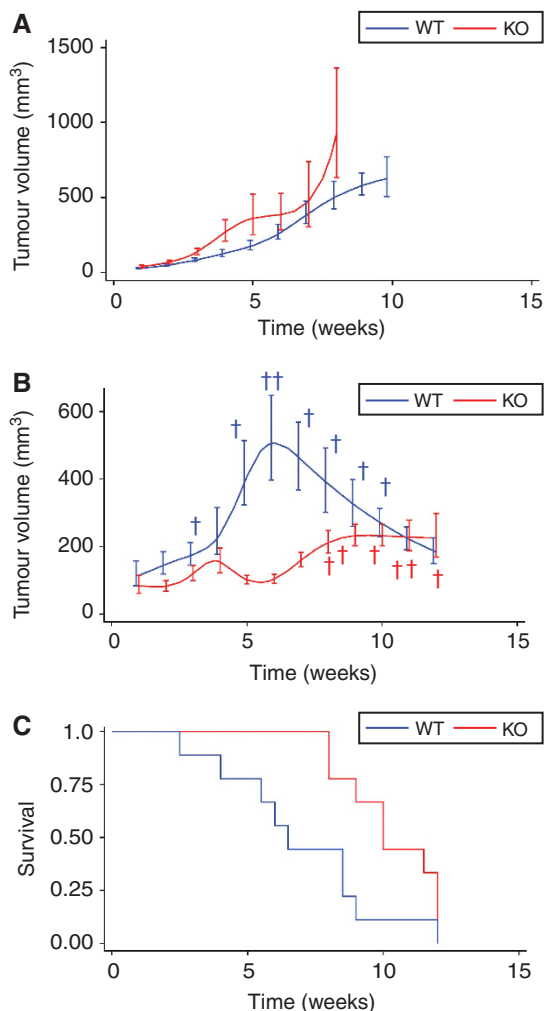 A
WT KO
Tumour volume (mm³)
1500
1000
500
0
0 5 10 15
Time (weeks)
B
WT KO
Tumour volume (mm³)
600
400
200
0
† † †† † † † †
† † † † † †
0 5 10 15
Time (weeks)
C
WT KO
Survival
1.0
0.75
0.50
0.25
0.00
0 5 10 15
Time (weeks)